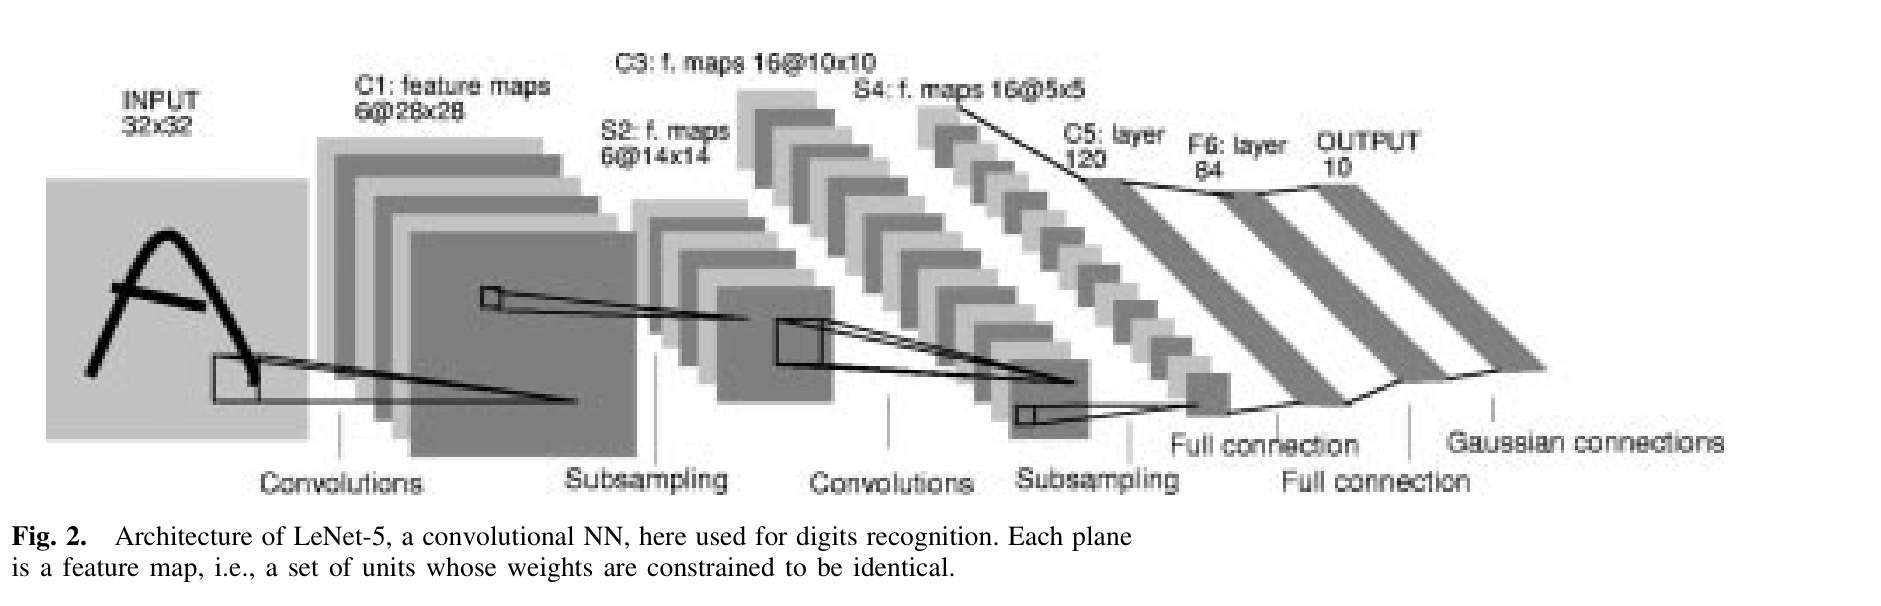 INPUT
32x32
C1: feature maps
6@28x28
C3: f. maps 16@10x10
S2: f. maps
6@14x14
S4: f. maps 16@5x5
C5: layer
120
F6: layer
84
OUTPUT
10
Convolutions
Subsampling
Convolutions
Subsampling
Full connection
Full connection
Gaussian connections
Fig. 2. Architecture of LeNet-5, a convolutional NN, here used for digits recognition. Each plane
is a feature map, i.e., a set of units whose weights are constrained to be identical.